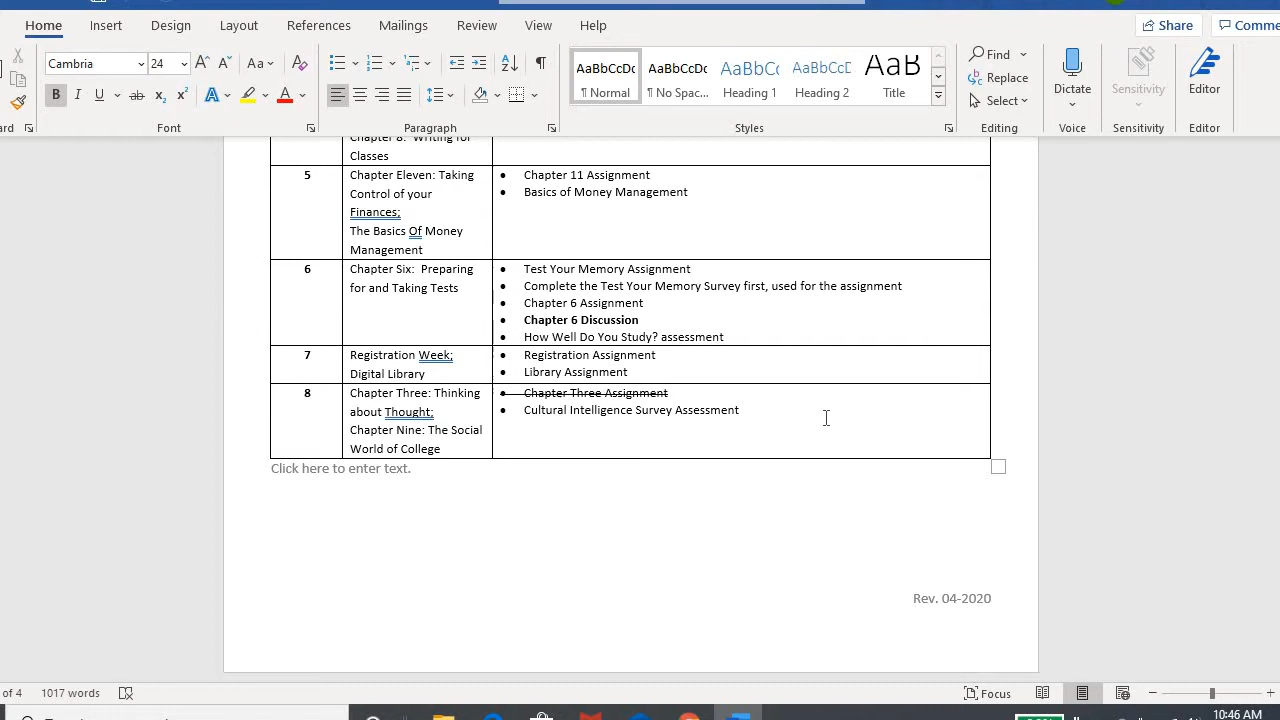 Home Insert Design Layout References Mailings Review View Help Share Comme
Cambria 24 Aa Find
Replace
AaBbCcDc AaBbCcDc AaBbCc AaBbCcD AaB
¶ Normal ¶ No Spac... Heading 1 Heading 2 Title
Select Dictate Sensitivity Editor
Font Paragraph Styles Editing Voice Sensitivity Editor
Chapter 8: Writing for
Classes
5 Chapter Eleven: Taking • Chapter 11 Assignment
Control of your • Basics of Money Management
Finances;
The Basics Of Money
Management
6 Chapter Six: Preparing • Test Your Memory Assignment
for and Taking Tests • Complete the Test Your Memory Survey first, used for the assignment
• Chapter 6 Assignment
• Chapter 6 Discussion
• How Well Do You Study? assessment
7 Registration Week; • Registration Assignment
Digital Library • Library Assignment
8 Chapter Three: Thinking • Chapter Three Assignment
about Thought; • Cultural Intelligence Survey Assessment
Chapter Nine: The Social
World of College
Click here to enter text.
Rev. 04-2020
of 4 1017 words Focus
10:46 AM